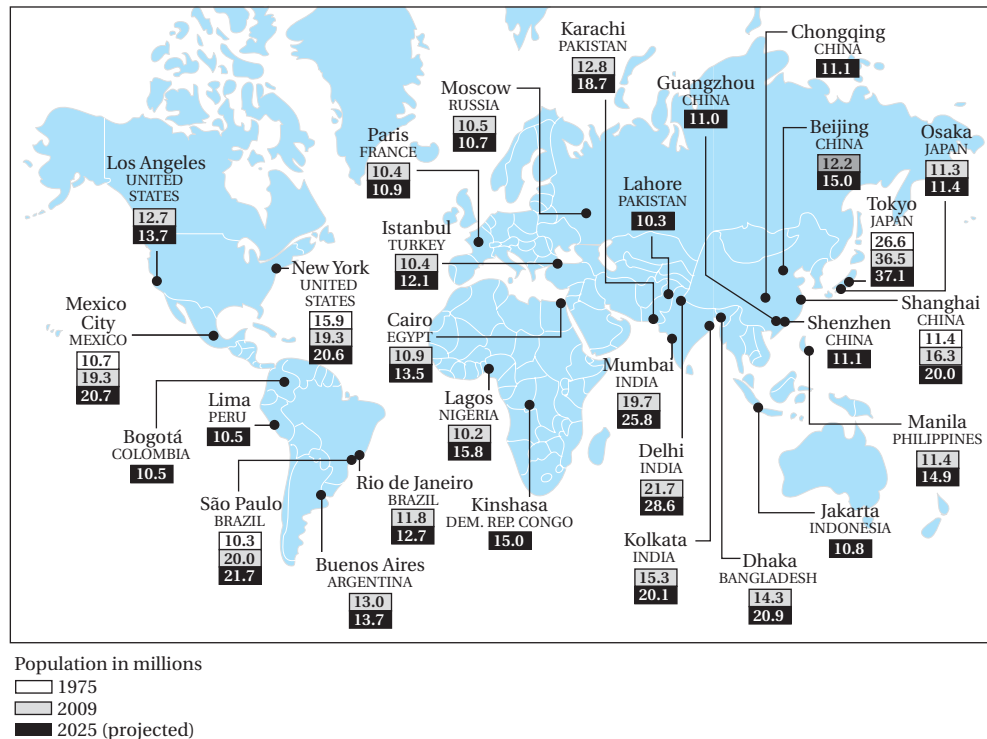 Karachi
PAKISTAN
12.8
18.7
Chongqing
CHINA
11.1
Moscow
RUSSIA
10.5
10.7
Guangzhou
CHINA
11.0
Paris
FRANCE
10.4
10.9
Beijing
CHINA
12.2
15.0
Osaka
JAPAN
11.3
11.4
Los Angeles
UNITED
STATES
12.7
13.7
Lahore
PAKISTAN
10.3
Tokyo
JAPAN
26.6
36.5
37.1
Istanbul
TURKEY
10.4
12.1
New York
UNITED
STATES
15.9
19.3
20.6
Mexico
City
MEXICO
10.7
19.3
20.7
Cairo
EGYPT
10.9
13.5
Shanghai
CHINA
11.4
16.3
20.0
Shenzhen
CHINA
11.1
Mumbai
INDIA
19.7
25.8
Lima
PERU
10.5
Lagos
NIGERIA
10.2
15.8
Bogotá
COLOMBIA
10.5
Manila
PHILIPPINES
11.4
14.9
Delhi
INDIA
21.7
28.6
Rio de Janeiro
BRAZIL
11.8
12.7
Kinshasa
DEM. REP. CONGO
15.0
São Paulo
BRAZIL
10.3
20.0
21.7
Jakarta
INDONESIA
10.8
Kolkata
INDIA
15.3
20.1
Dhaka
BANGLADESH
14.3
20.9
Buenos Aires
ARGENTINA
13.0
13.7
Population in millions
1975
2009
2025 (projected)